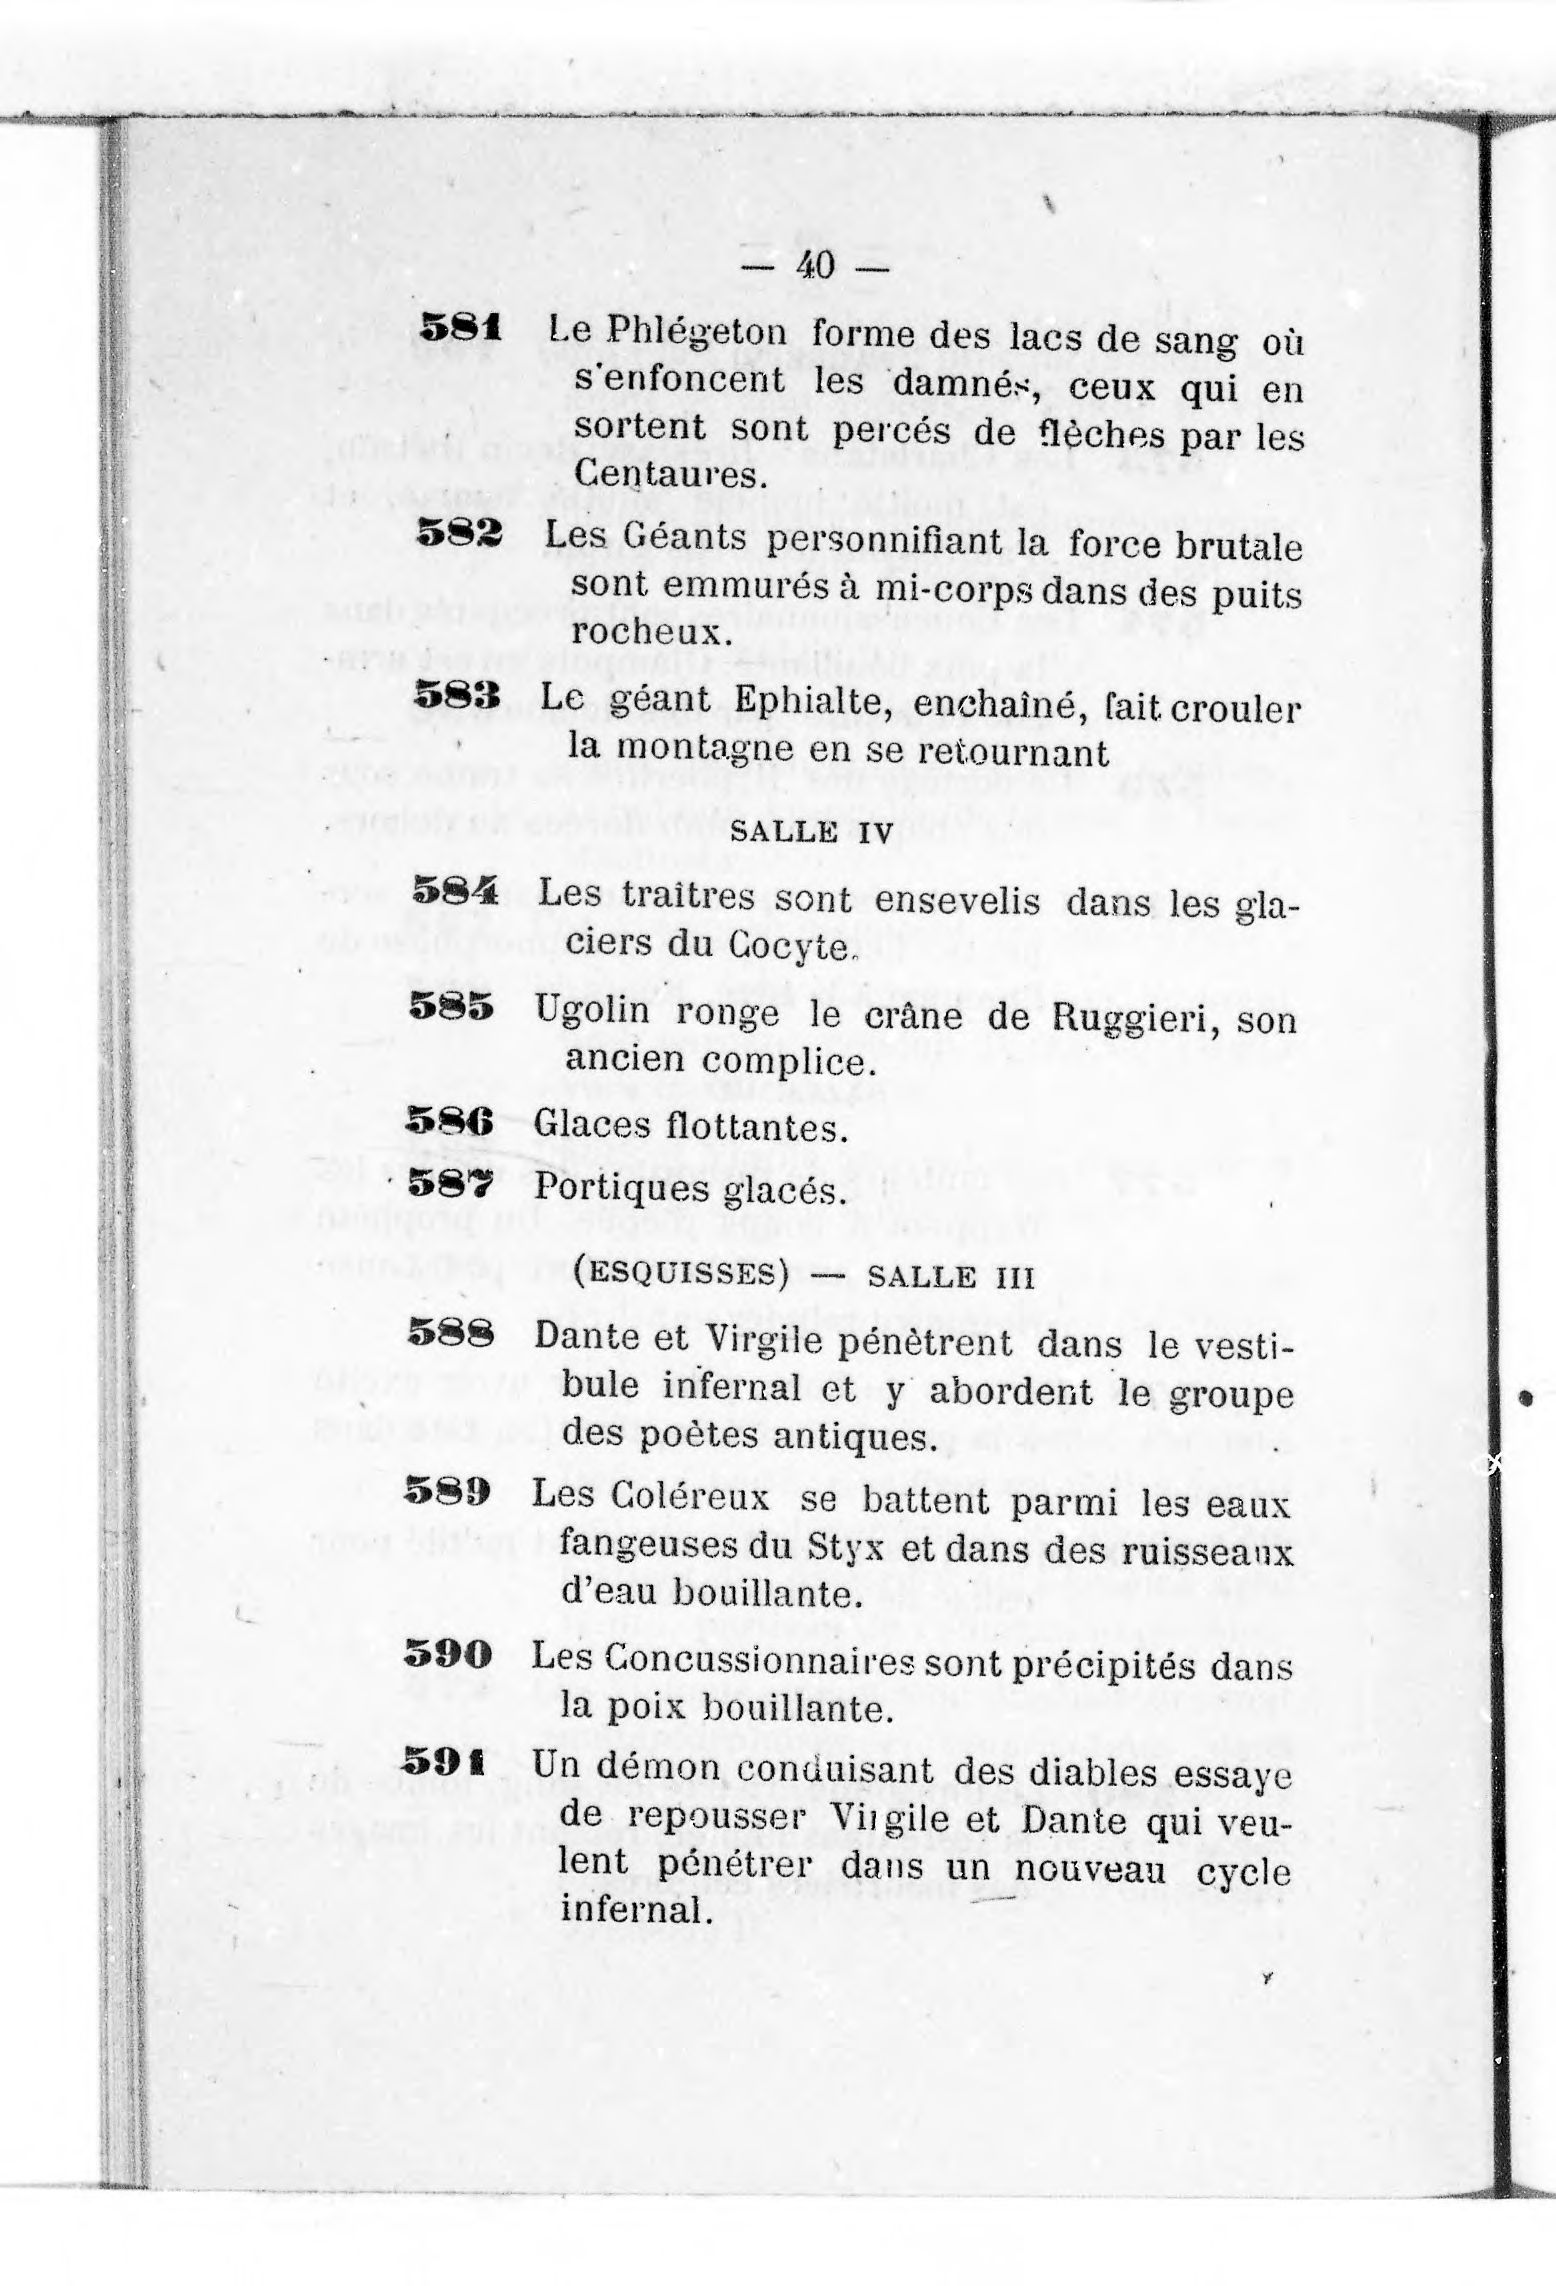 — 40 —
581 Le Phlégeton forme des lacs de sang où
s'enfoncent les damnés, ceux qui en
sortent sont percés de flèches par les
Centaures.
582 Les Géants personnifiant la force brutale
sont emmurés à mi-corps dans des puits
rocheux.
583 Le géant Ephialte, enchaîné, fait crouler
la montagne en se retournant
SALLE IV
584 Les traîtres sont ensevelis dans les gla-
ciers du Cocyte.
585 Ugolin ronge le crâne de Ruggieri, son
ancien complice.
586 Glaces flottantes.
587 Portiques glacés.
(ESQUISSES) — SALLE III
588 Dante et Virgile pénètrent dans le vesti-
bule infernal et y abordent le groupe
des poètes antiques.
589 Les Coléreux se battent parmi les eaux
fangeuses du Styx et dans des ruisseaux
d'eau bouillante.
590 Les Concussionnaires sont précipités dans
la poix bouillante.
591 Un démon conduisant des diables essaye
de repousser Virgile et Dante qui veu-
lent pénétrer dans un nouveau cycle
infernal.